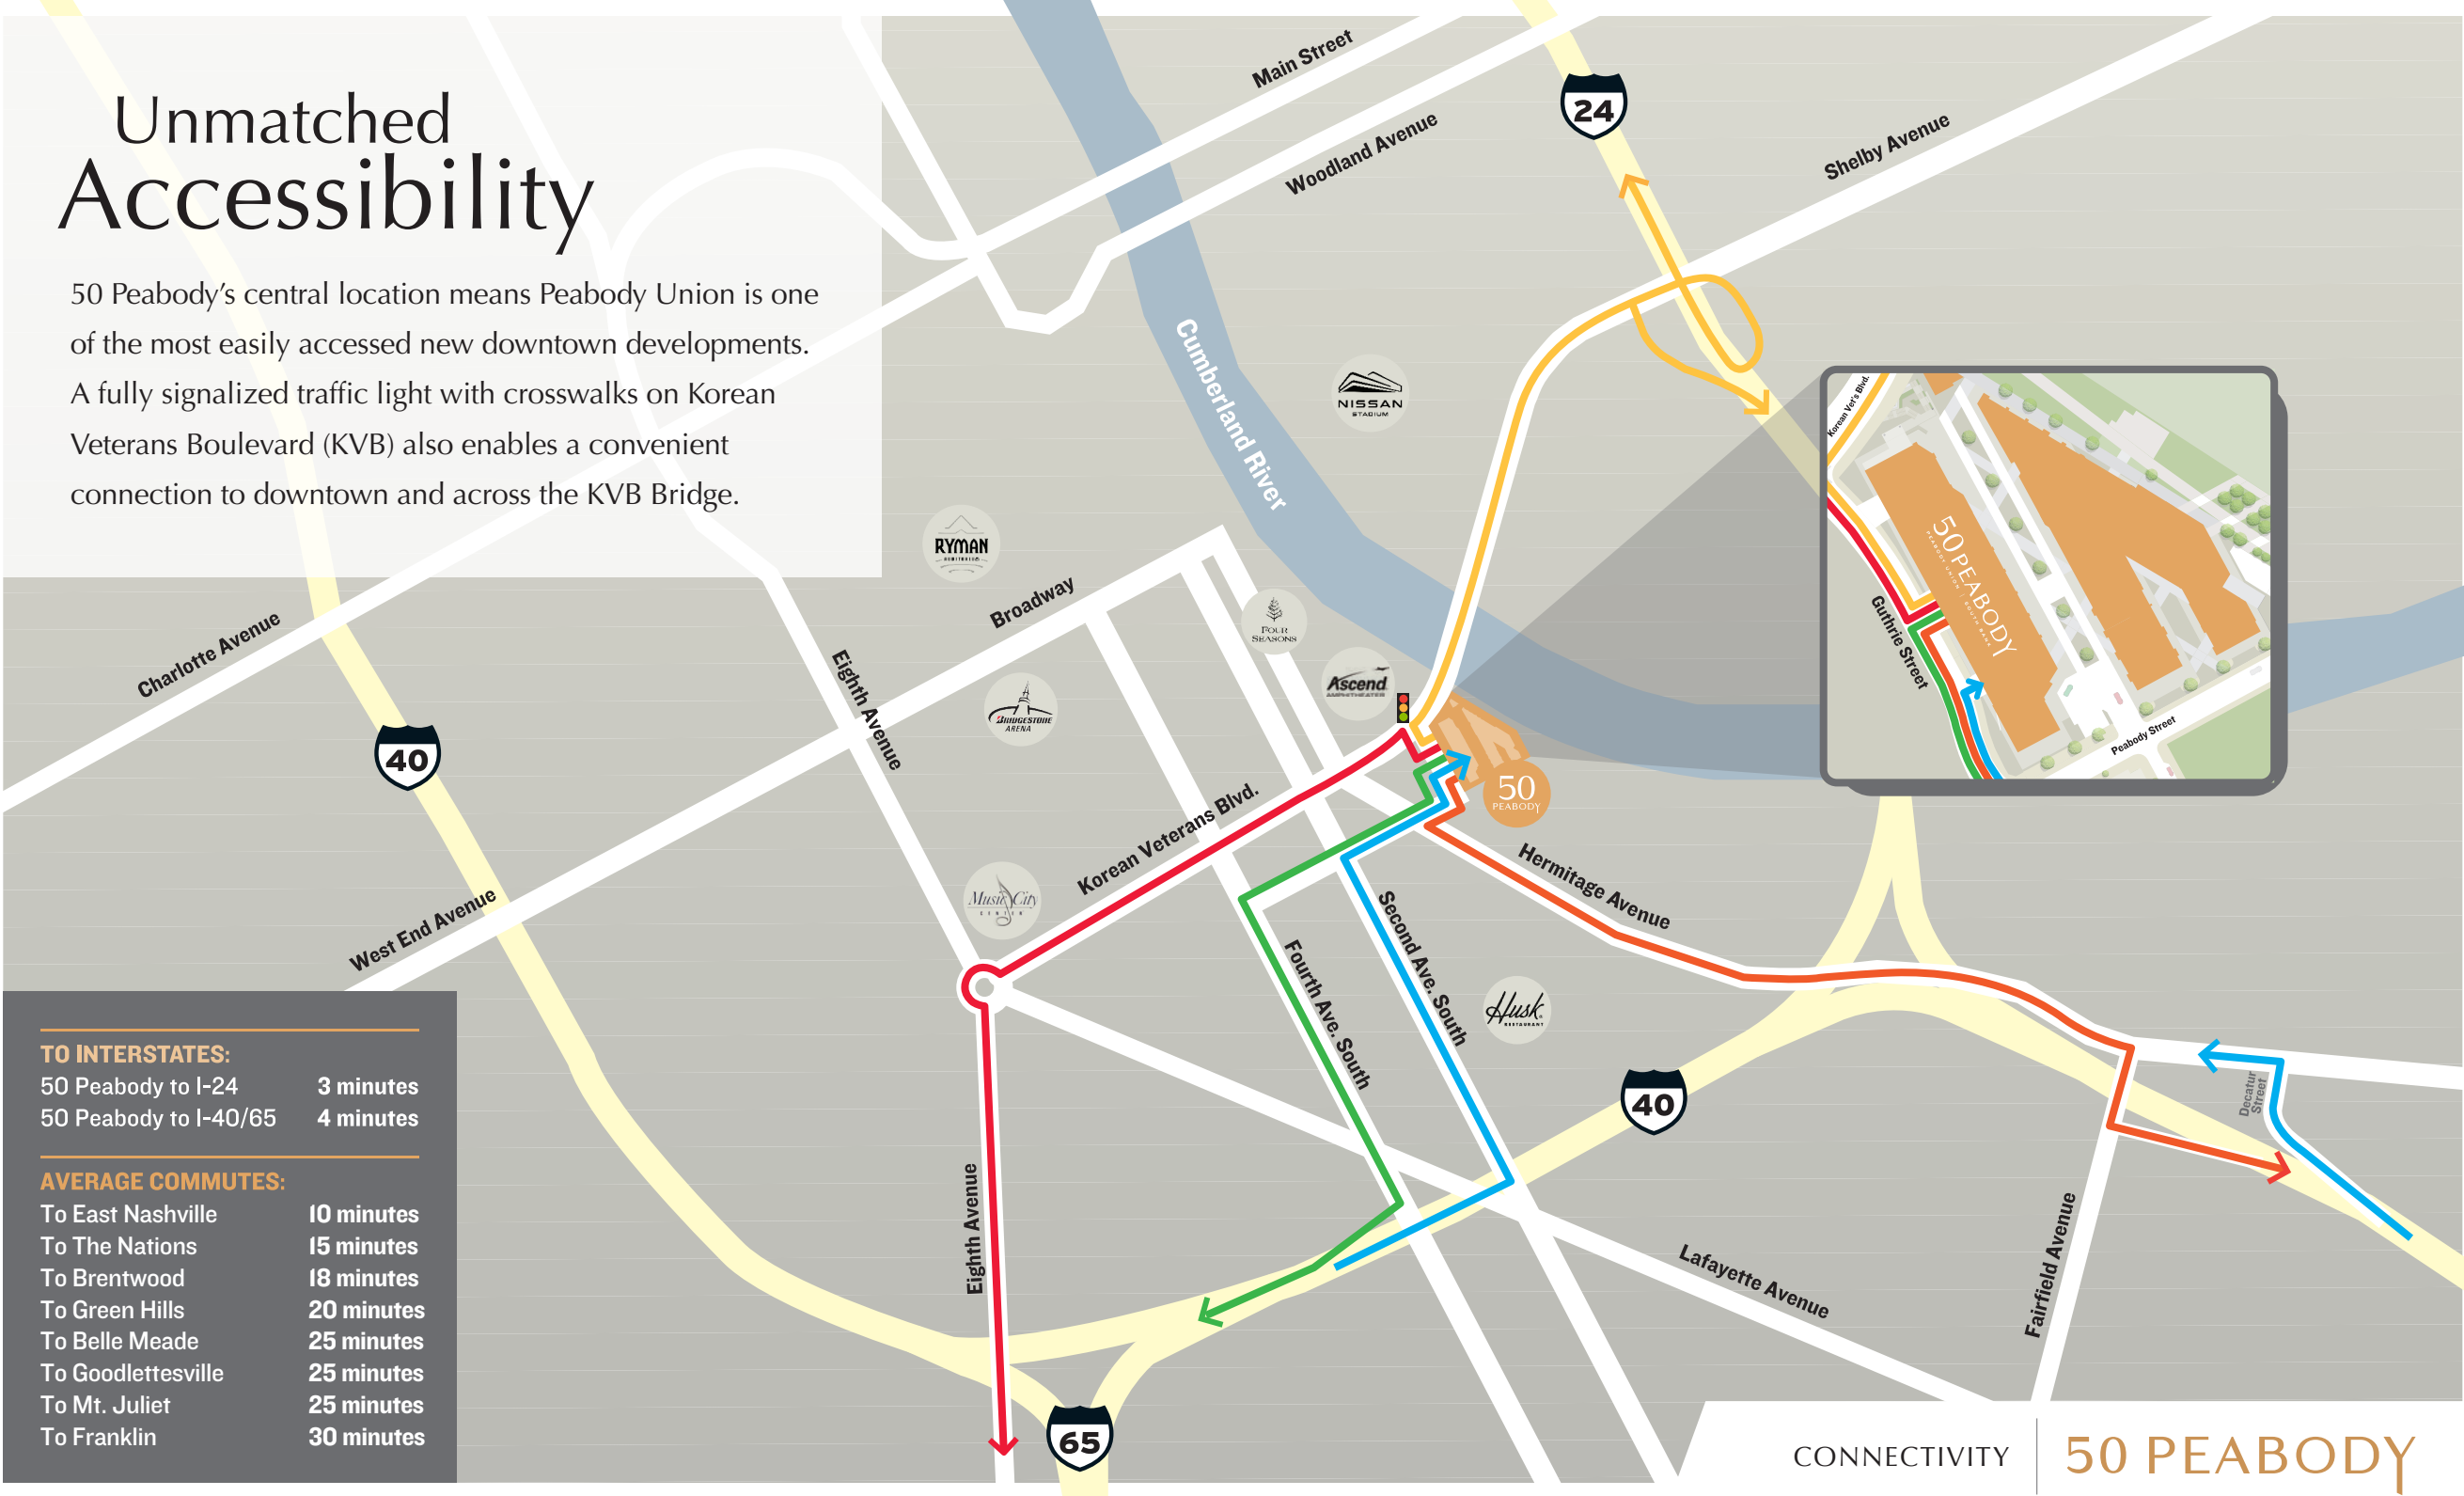 Unmatched
Accessibility
50 Peabody’s central location means Peabody Union is one
of the most easily accessed new downtown developments.
A fully signalized traffic light with crosswalks on Korean
Veterans Boulevard (KVB) also enables a convenient
connection to downtown and across the KVB Bridge.
Main Street
Woodland Avenue
24
Shelby Avenue
Cumberland River
NISSAN
STADIUM
Korean Vet's Blvd.
50 PEABODY
PEABODY UNION | SOUTH BANK
Guthrie Street
Peabody Street
RYMAN
AUDITORIUM
Broadway
FOUR
SEASONS
Ascend
AMPHITHEATER
Charlotte Avenue
Eighth Avenue
BRIDGESTONE
ARENA
40
50
PEABODY
Korean Veterans Blvd.
Hermitage Avenue
Music City
CENTER
West End Avenue
Second Ave. South
Fourth Ave. South
Husk
RESTAURANT
40
Decatur
Street
Eighth Avenue
Lafayette Avenue
Fairfield Avenue
65
TO INTERSTATES:
50 Peabody to I-24 3 minutes
50 Peabody to I-40/65 4 minutes
AVERAGE COMMUTES:
To East Nashville 10 minutes
To The Nations 15 minutes
To Brentwood 18 minutes
To Green Hills 20 minutes
To Belle Meade 25 minutes
To Goodlettesville 25 minutes
To Mt. Juliet 25 minutes
To Franklin 30 minutes
CONNECTIVITY
50 PEABODY